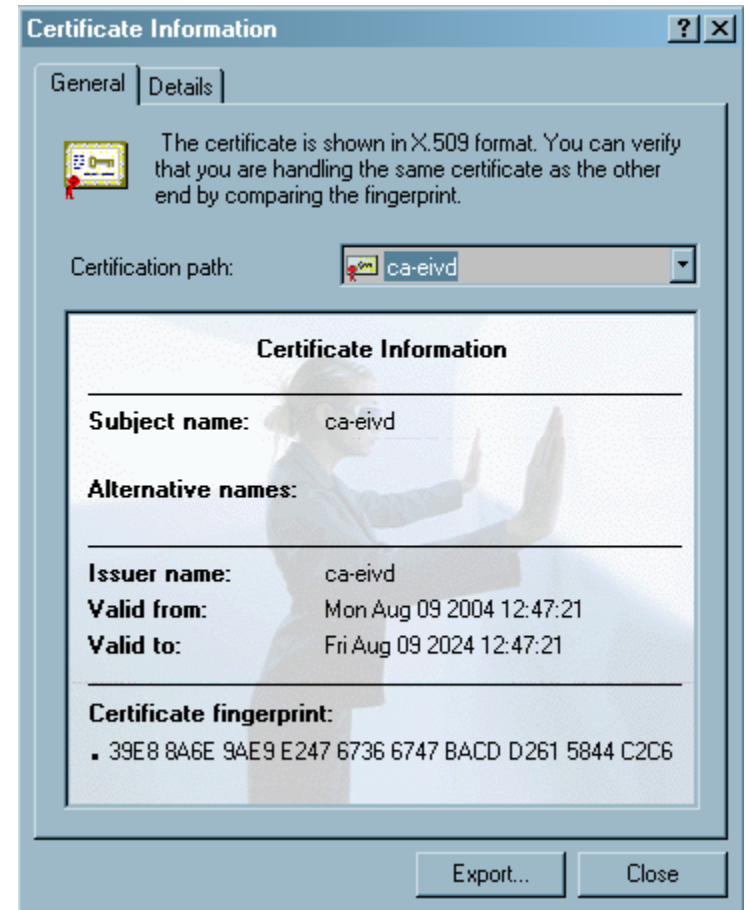 Certificate Information
General Details
The certificate is shown in X.509 format. You can verify
that you are handling the same certificate as the other
end by comparing the fingerprint.
Certification path: ca-eivd
Certificate Information
Subject name: ca-eivd
Alternative names:
Issuer name: ca-eivd
Valid from: Mon Aug 09 2004 12:47:21
Valid to: Fri Aug 09 2024 12:47:21
Certificate fingerprint:
. 39E8 8A6E 9AE9 E247 6736 6747 BACD D261 5844 C2C6
Export... Close